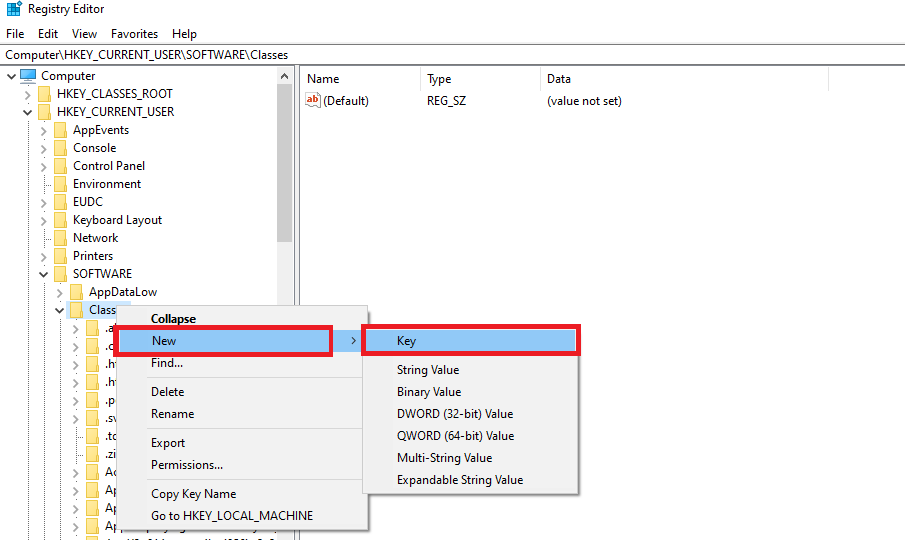 Registry Editor
File Edit View Favorites Help
Computer\HKEY_CURRENT_USER\SOFTWARE\Classes
Computer
HKEY_CLASSES_ROOT
HKEY_CURRENT_USER
AppEvents
Console
Control Panel
Environment
EUDC
Keyboard Layout
Network
Printers
SOFTWARE
AppDataLow
Class
Name Type Data
ab (Default) REG_SZ (value not set)
Collapse
New
Find...
Delete
Rename
Export
Permissions...
Copy Key Name
Go to HKEY_LOCAL_MACHINE
Key
String Value
Binary Value
DWORD (32-bit) Value
QWORD (64-bit) Value
Multi-String Value
Expandable String Value